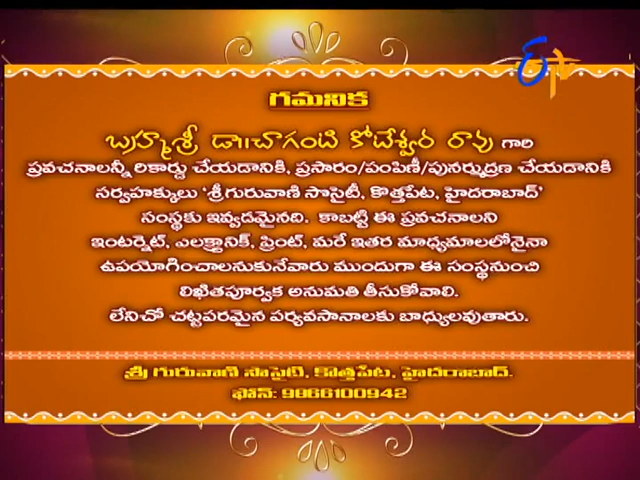 ETV
గమనిక
బ్రహ్మశ్రీ డా॥చాగంటి కోటేశ్వర రావు గారి
ప్రవచనాలన్నీ రికార్డు చేయడానికి, ప్రసారం/పంపిణీ/పునర్ముద్రణ చేయడానికి
సర్వహక్కులు ‘శ్రీగురువాణి సొసైటీ, కొత్తపేట, హైదరాబాద్’
సంస్థకు ఇవ్వడమైనది. కాబట్టి ఈ ప్రవచనాలని
ఇంటర్నెట్, ఎలక్ట్రానిక్, ప్రింట్, మరే ఇతర మాధ్యమాలలోనైనా
ఉపయోగించాలనుకునేవారు ముందుగా ఈ సంస్థనుంచి
లిఖితపూర్వక అనుమతి తీసుకోవాలి.
లేనిచో చట్టపరమైన పర్యవసానాలకు బాధ్యులవుతారు.
శ్రీ గురువాణి సొసైటి, కొత్తపేట, హైదరాబాద్.
ఫోన్: 9866100942